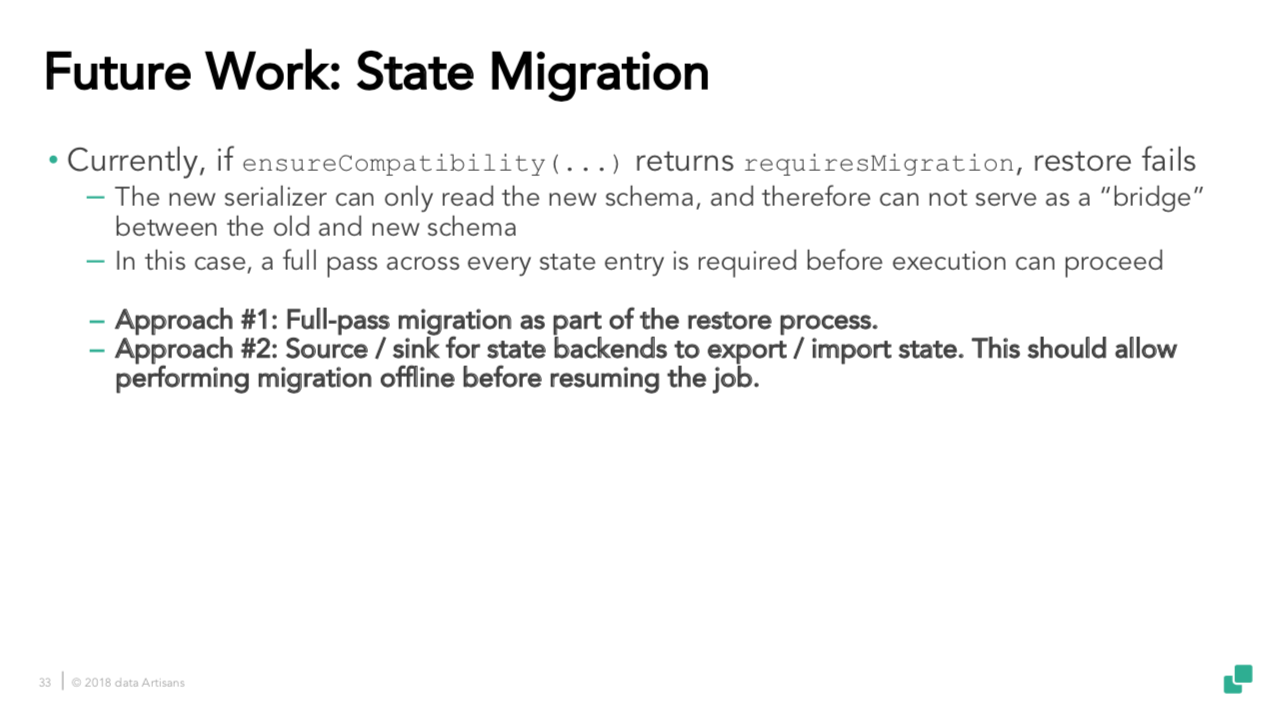 Future Work: State Migration
• Currently, if ensureCompatibility(...) returns requiresMigration, restore fails
– The new serializer can only read the new schema, and therefore can not serve as a “bridge”
between the old and new schema
– In this case, a full pass across every state entry is required before execution can proceed
– Approach #1: Full-pass migration as part of the restore process.
– Approach #2: Source / sink for state backends to export / import state. This should allow
performing migration offline before resuming the job.
33 | © 2018 data Artisans